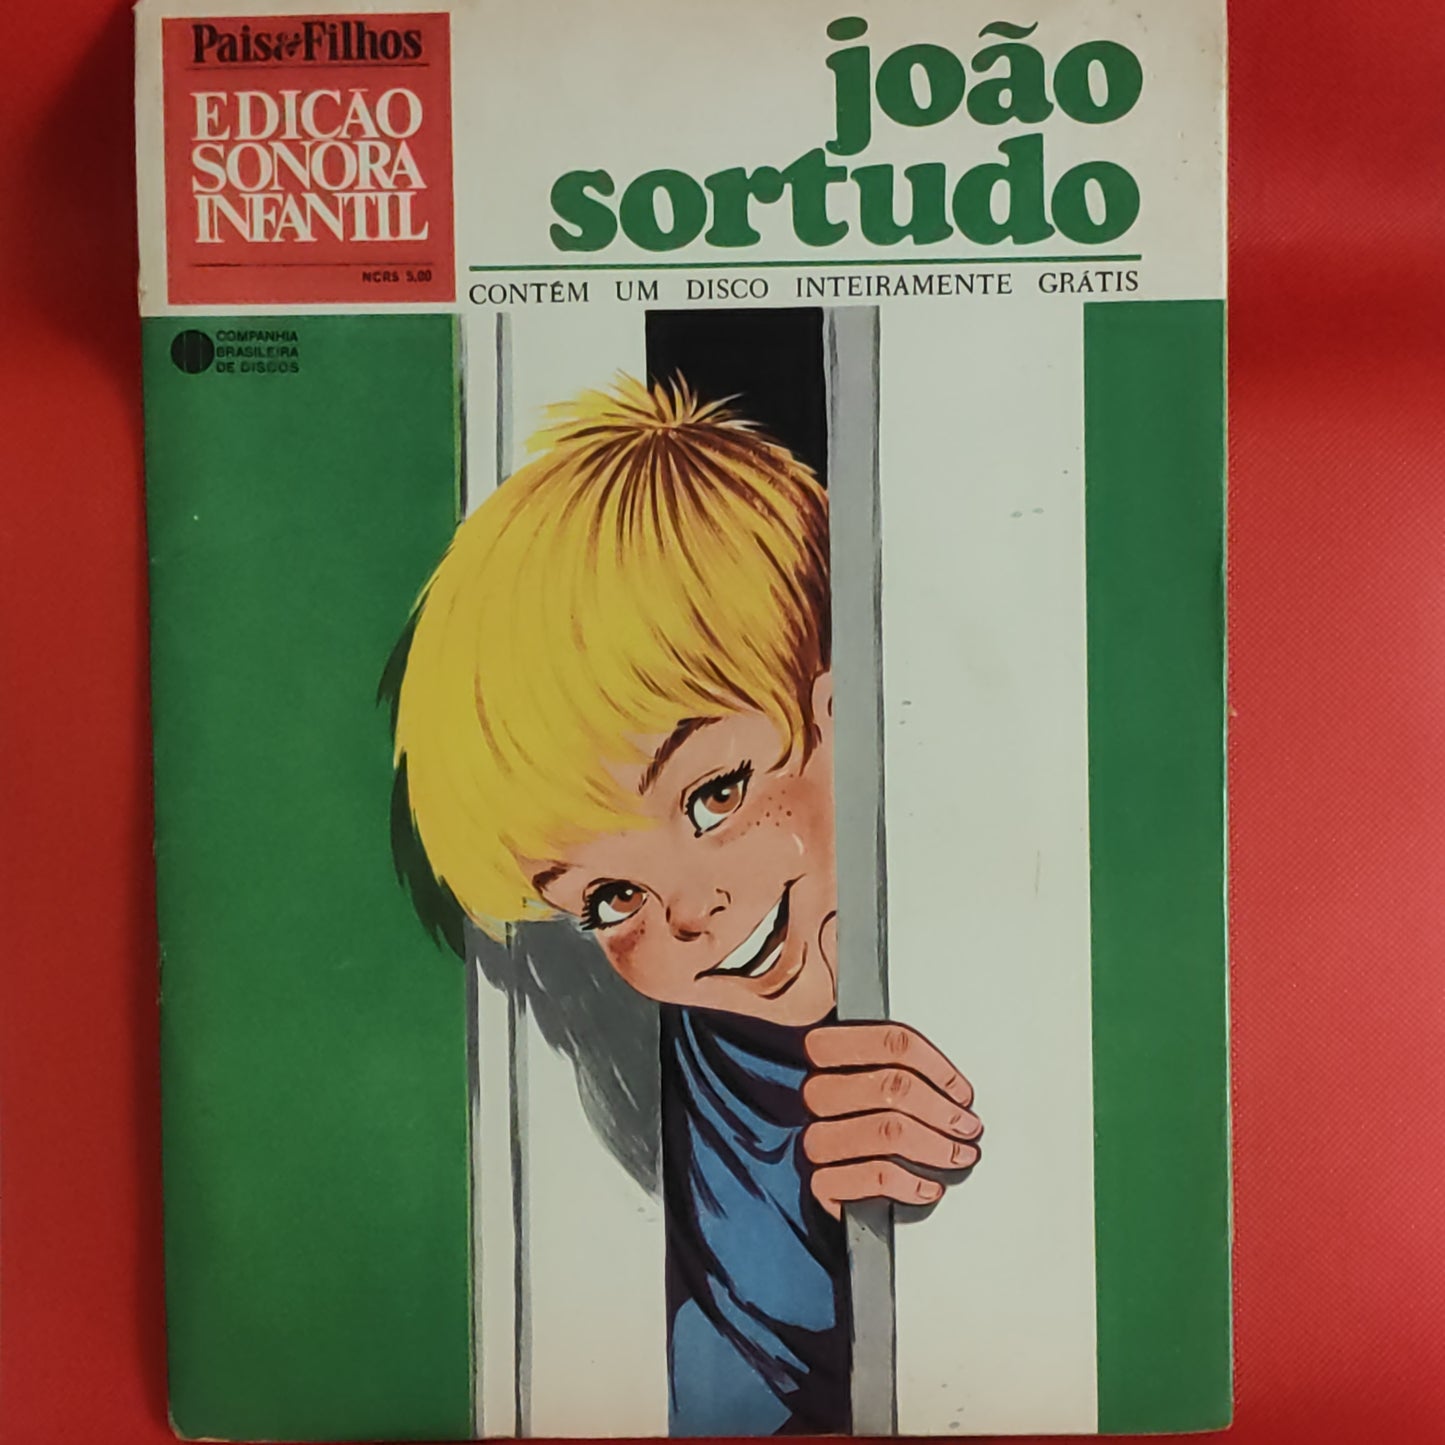 Pais&Filhos
EDIÇÃO
SONORA
INFANTIL
NCR$ 5,00
joão
sortudo
CONTÉM UM DISCO INTEIRAMENTE GRÁTIS
COMPANHIA
BRASILEIRA
DE DISCOS